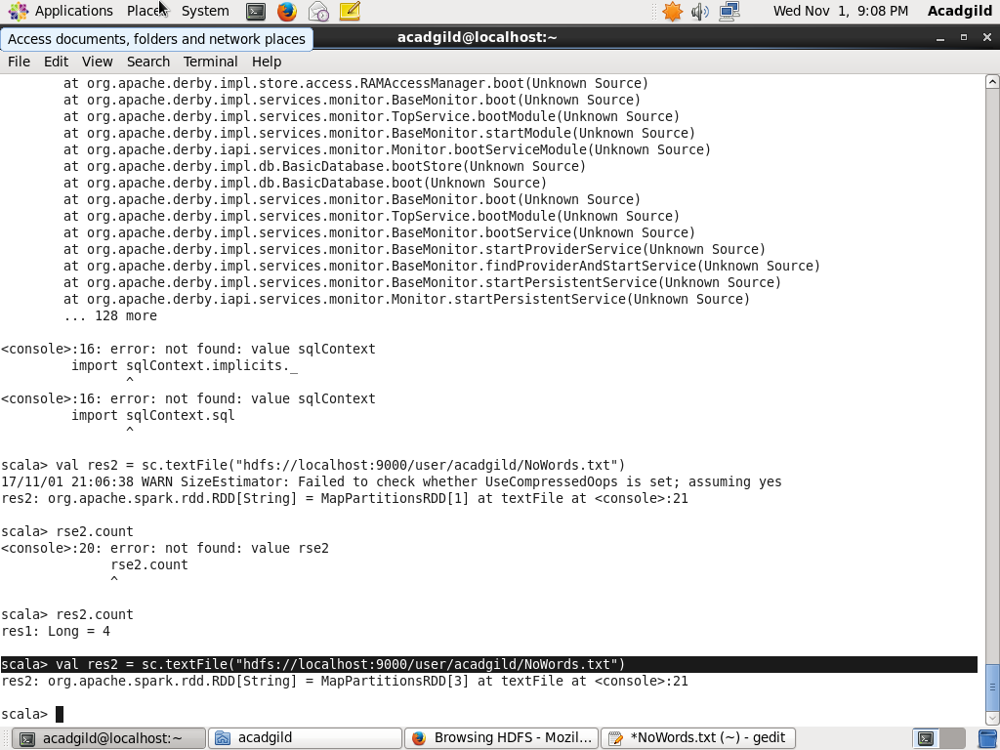 Applications Places System Wed Nov 1, 9:08 PM Acadgild
Access documents, folders and network places
acadgild@localhost:~
File Edit View Search Terminal Help
at org.apache.derby.impl.store.access.RAMAccessManager.boot(Unknown Source)
at org.apache.derby.impl.services.monitor.BaseMonitor.boot(Unknown Source)
at org.apache.derby.impl.services.monitor.TopService.bootModule(Unknown Source)
at org.apache.derby.impl.services.monitor.BaseMonitor.startModule(Unknown Source)
at org.apache.derby.iapi.services.monitor.Monitor.bootServiceModule(Unknown Source)
at org.apache.derby.impl.db.BasicDatabase.bootStore(Unknown Source)
at org.apache.derby.impl.db.BasicDatabase.boot(Unknown Source)
at org.apache.derby.impl.services.monitor.BaseMonitor.boot(Unknown Source)
at org.apache.derby.impl.services.monitor.TopService.bootModule(Unknown Source)
at org.apache.derby.impl.services.monitor.BaseMonitor.bootService(Unknown Source)
at org.apache.derby.impl.services.monitor.BaseMonitor.startProviderService(Unknown Source)
at org.apache.derby.impl.services.monitor.BaseMonitor.findProviderAndStartService(Unknown Source)
at org.apache.derby.impl.services.monitor.BaseMonitor.startPersistentService(Unknown Source)
at org.apache.derby.iapi.services.monitor.Monitor.startPersistentService(Unknown Source)
... 128 more
<console>:16: error: not found: value sqlContext
import sqlContext.implicits._
^
<console>:16: error: not found: value sqlContext
import sqlContext.sql
^
scala> val res2 = sc.textFile("hdfs://localhost:9000/user/acadgild/NoWords.txt")
17/11/01 21:06:38 WARN SizeEstimator: Failed to check whether UseCompressedOops is set; assuming yes
res2: org.apache.spark.rdd.RDD[String] = MapPartitionsRDD[1] at textFile at <console>:21
scala> rse2.count
<console>:20: error: not found: value rse2
rse2.count
^
scala> res2.count
res1: Long = 4
scala> val res2 = sc.textFile("hdfs://localhost:9000/user/acadgild/NoWords.txt")
res2: org.apache.spark.rdd.RDD[String] = MapPartitionsRDD[3] at textFile at <console>:21
scala>
acadgild@localhost:~ acadgild Browsing HDFS - Mozil... *NoWords.txt (~) - gedit